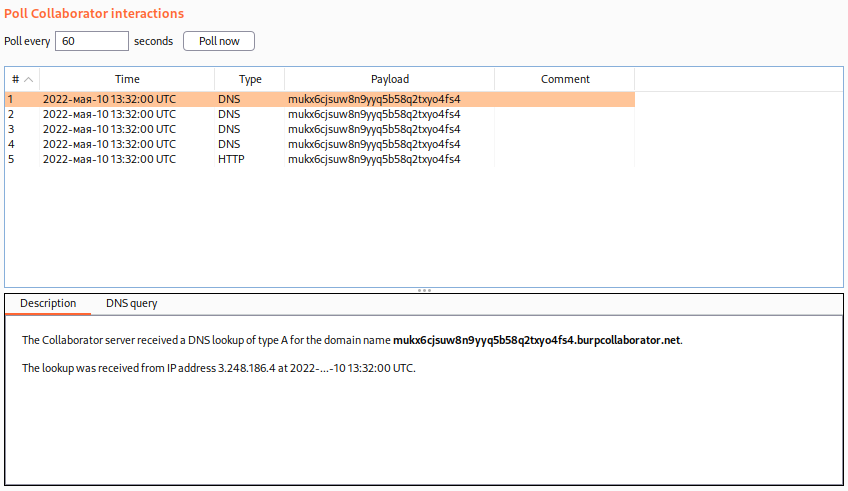 Poll Collaborator interactions
Poll every 60 seconds Poll now
# Time Type Payload Comment
1 2022-мая-10 13:32:00 UTC DNS mukx6cjsuw8n9yyq5b58q2txyo4fs4
2 2022-мая-10 13:32:00 UTC DNS mukx6cjsuw8n9yyq5b58q2txyo4fs4
3 2022-мая-10 13:32:00 UTC DNS mukx6cjsuw8n9yyq5b58q2txyo4fs4
4 2022-мая-10 13:32:00 UTC DNS mukx6cjsuw8n9yyq5b58q2txyo4fs4
5 2022-мая-10 13:32:00 UTC HTTP mukx6cjsuw8n9yyq5b58q2txyo4fs4
Description DNS query
The Collaborator server received a DNS lookup of type A for the domain name mukx6cjsuw8n9yyq5b58q2txyo4fs4.burpcollaborator.net.
The lookup was received from IP address 3.248.186.4 at 2022-...-10 13:32:00 UTC.